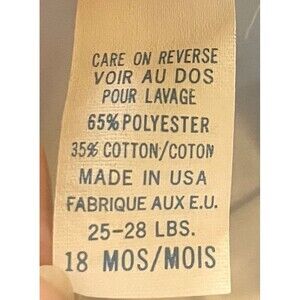 CARE ON REVERSE
VOIR AU DOS
POUR LAVAGE
65% POLYESTER
35% COTTON/COTON
MADE IN USA
FABRIQUE AUX E.U.
25-28 LBS.
18 MOS/MOIS